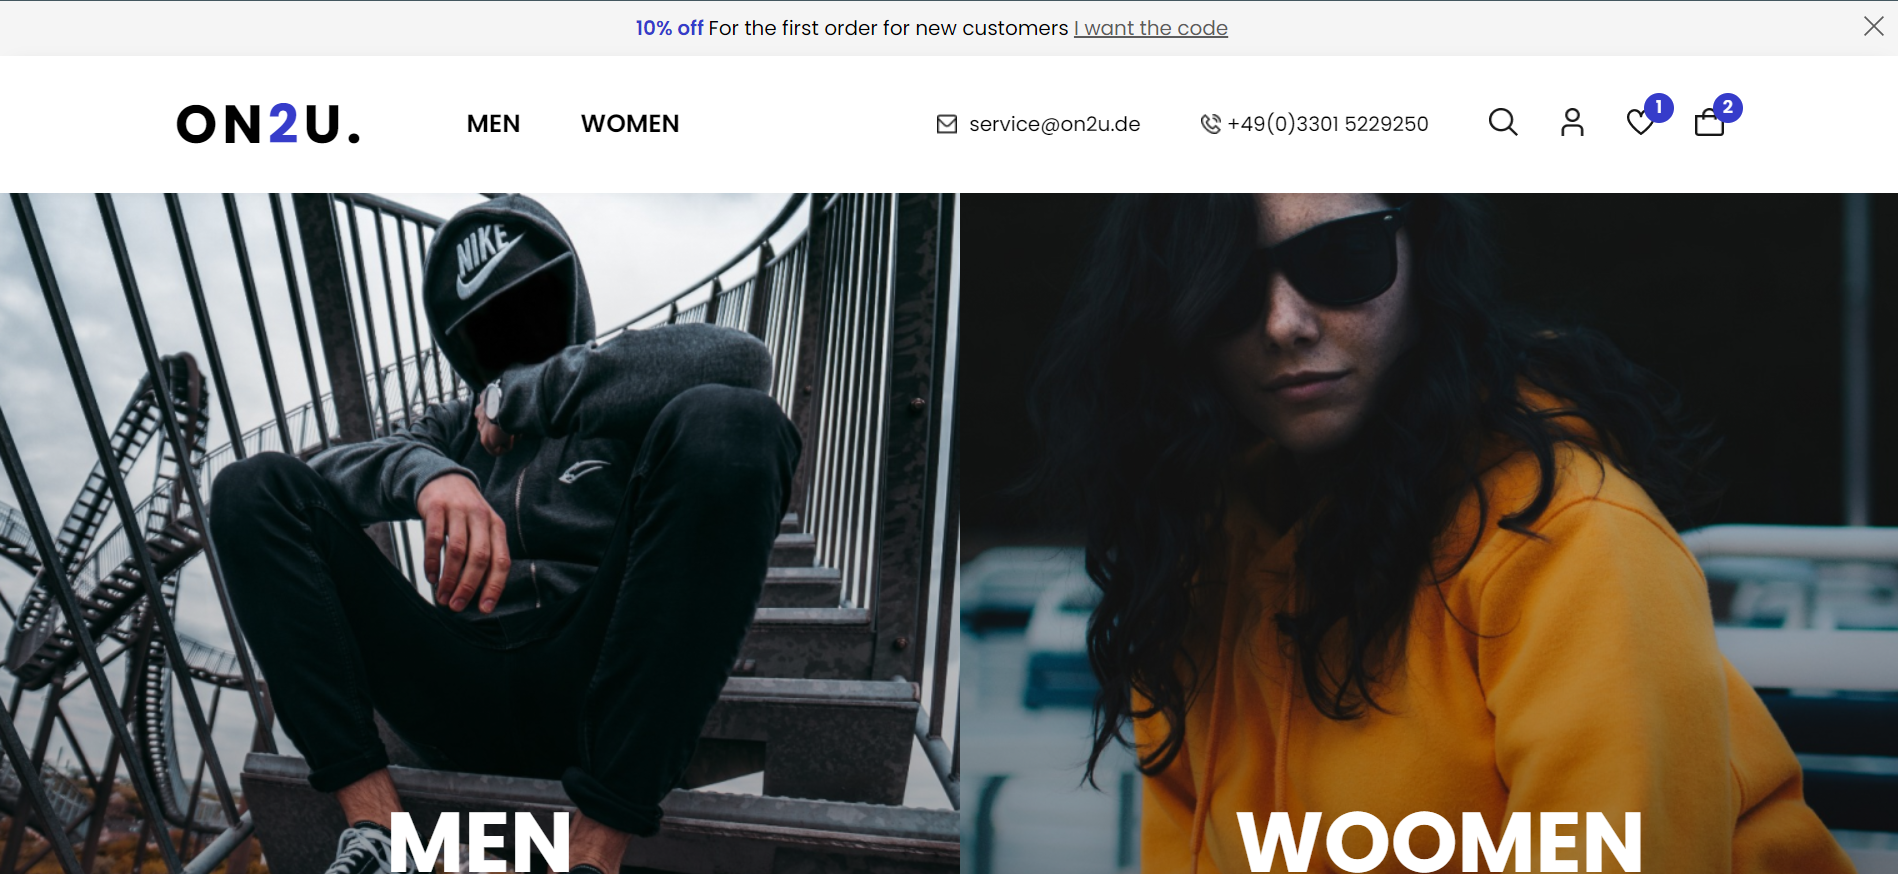 10% off For the first order for new customers I want the code
ON2U. MEN WOMEN service@on2u.de +49(0)3301 5229250 1 2
NIKE
MEN WOOMEN